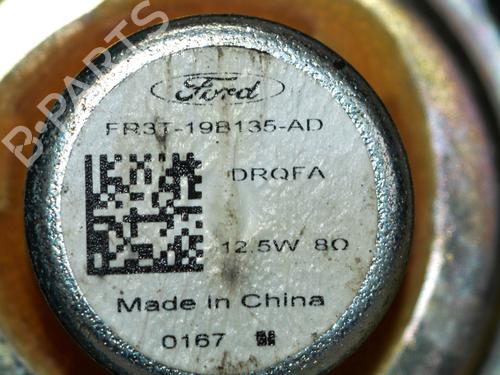 B-PARTS
Ford
FR3T-19B135-AD
DRQFA
12.5W 8Ω
Made in China
0167